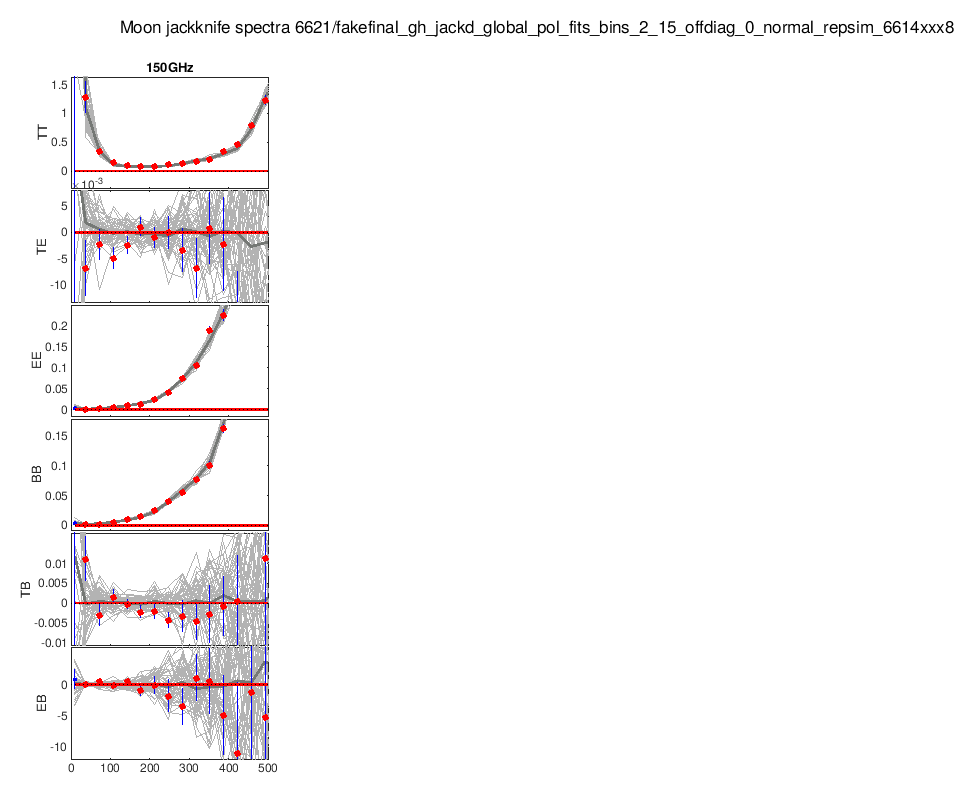 Moon jackknife spectra 6621/fakefinal_gh_jackd_global_pol_fits_bins_2_15_offdiag_0_normal_repsim_6614xxx8
150GHz
1.5
1
0.5
0
TT
10-3
5
0
-5
-10
TE
0.2
0.15
0.1
0.05
0
EE
0.15
0.1
0.05
0
BB
0.01
0.005
0
-0.005
-0.01
TB
0
-5
-10
EB
0 100 200 300 400 500